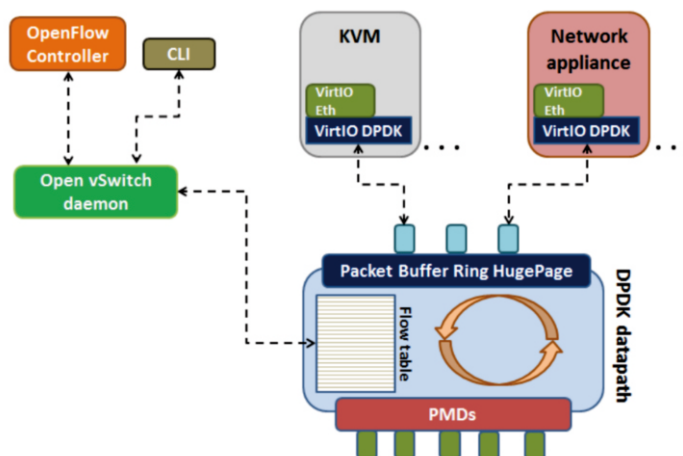 OpenFlow
Controller
CLI
KVM
Network
appliance
VirtIO
Eth
VirtIO DPDK
...
VirtIO
Eth
VirtIO DPDK
..
Open vSwitch
daemon
Packet Buffer Ring HugePage
Flow table
DPDK datapath
PMDs